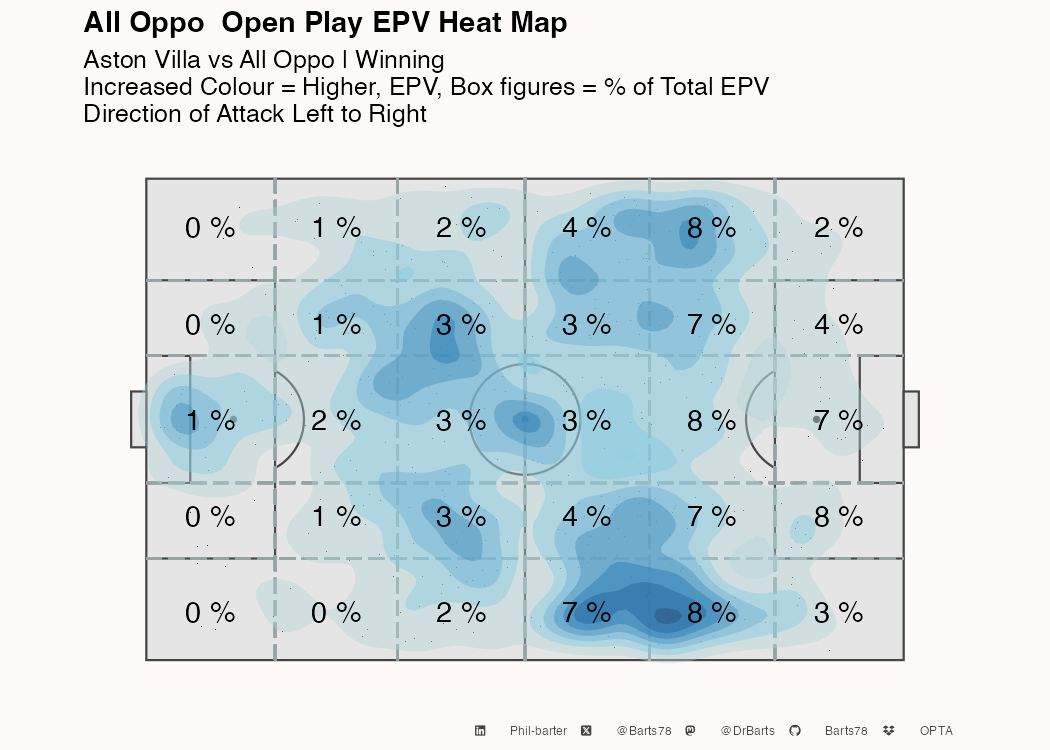 All Oppo  Open Play EPV Heat Map
Aston Villa vs All Oppo | Winning
Increased Colour = Higher, EPV, Box figures = % of Total EPV
Direction of Attack Left to Right
0 % 1 % 2 % 4 % 8 % 2 %
0 % 1 % 3 % 3 % 7 % 4 %
1 % 2 % 3 % 3 % 8 % 7 %
0 % 1 % 3 % 4 % 7 % 8 %
0 % 0 % 2 % 7 % 8 % 3 %
Phil-barter @Barts78 @DrBarts Barts78 OPTA